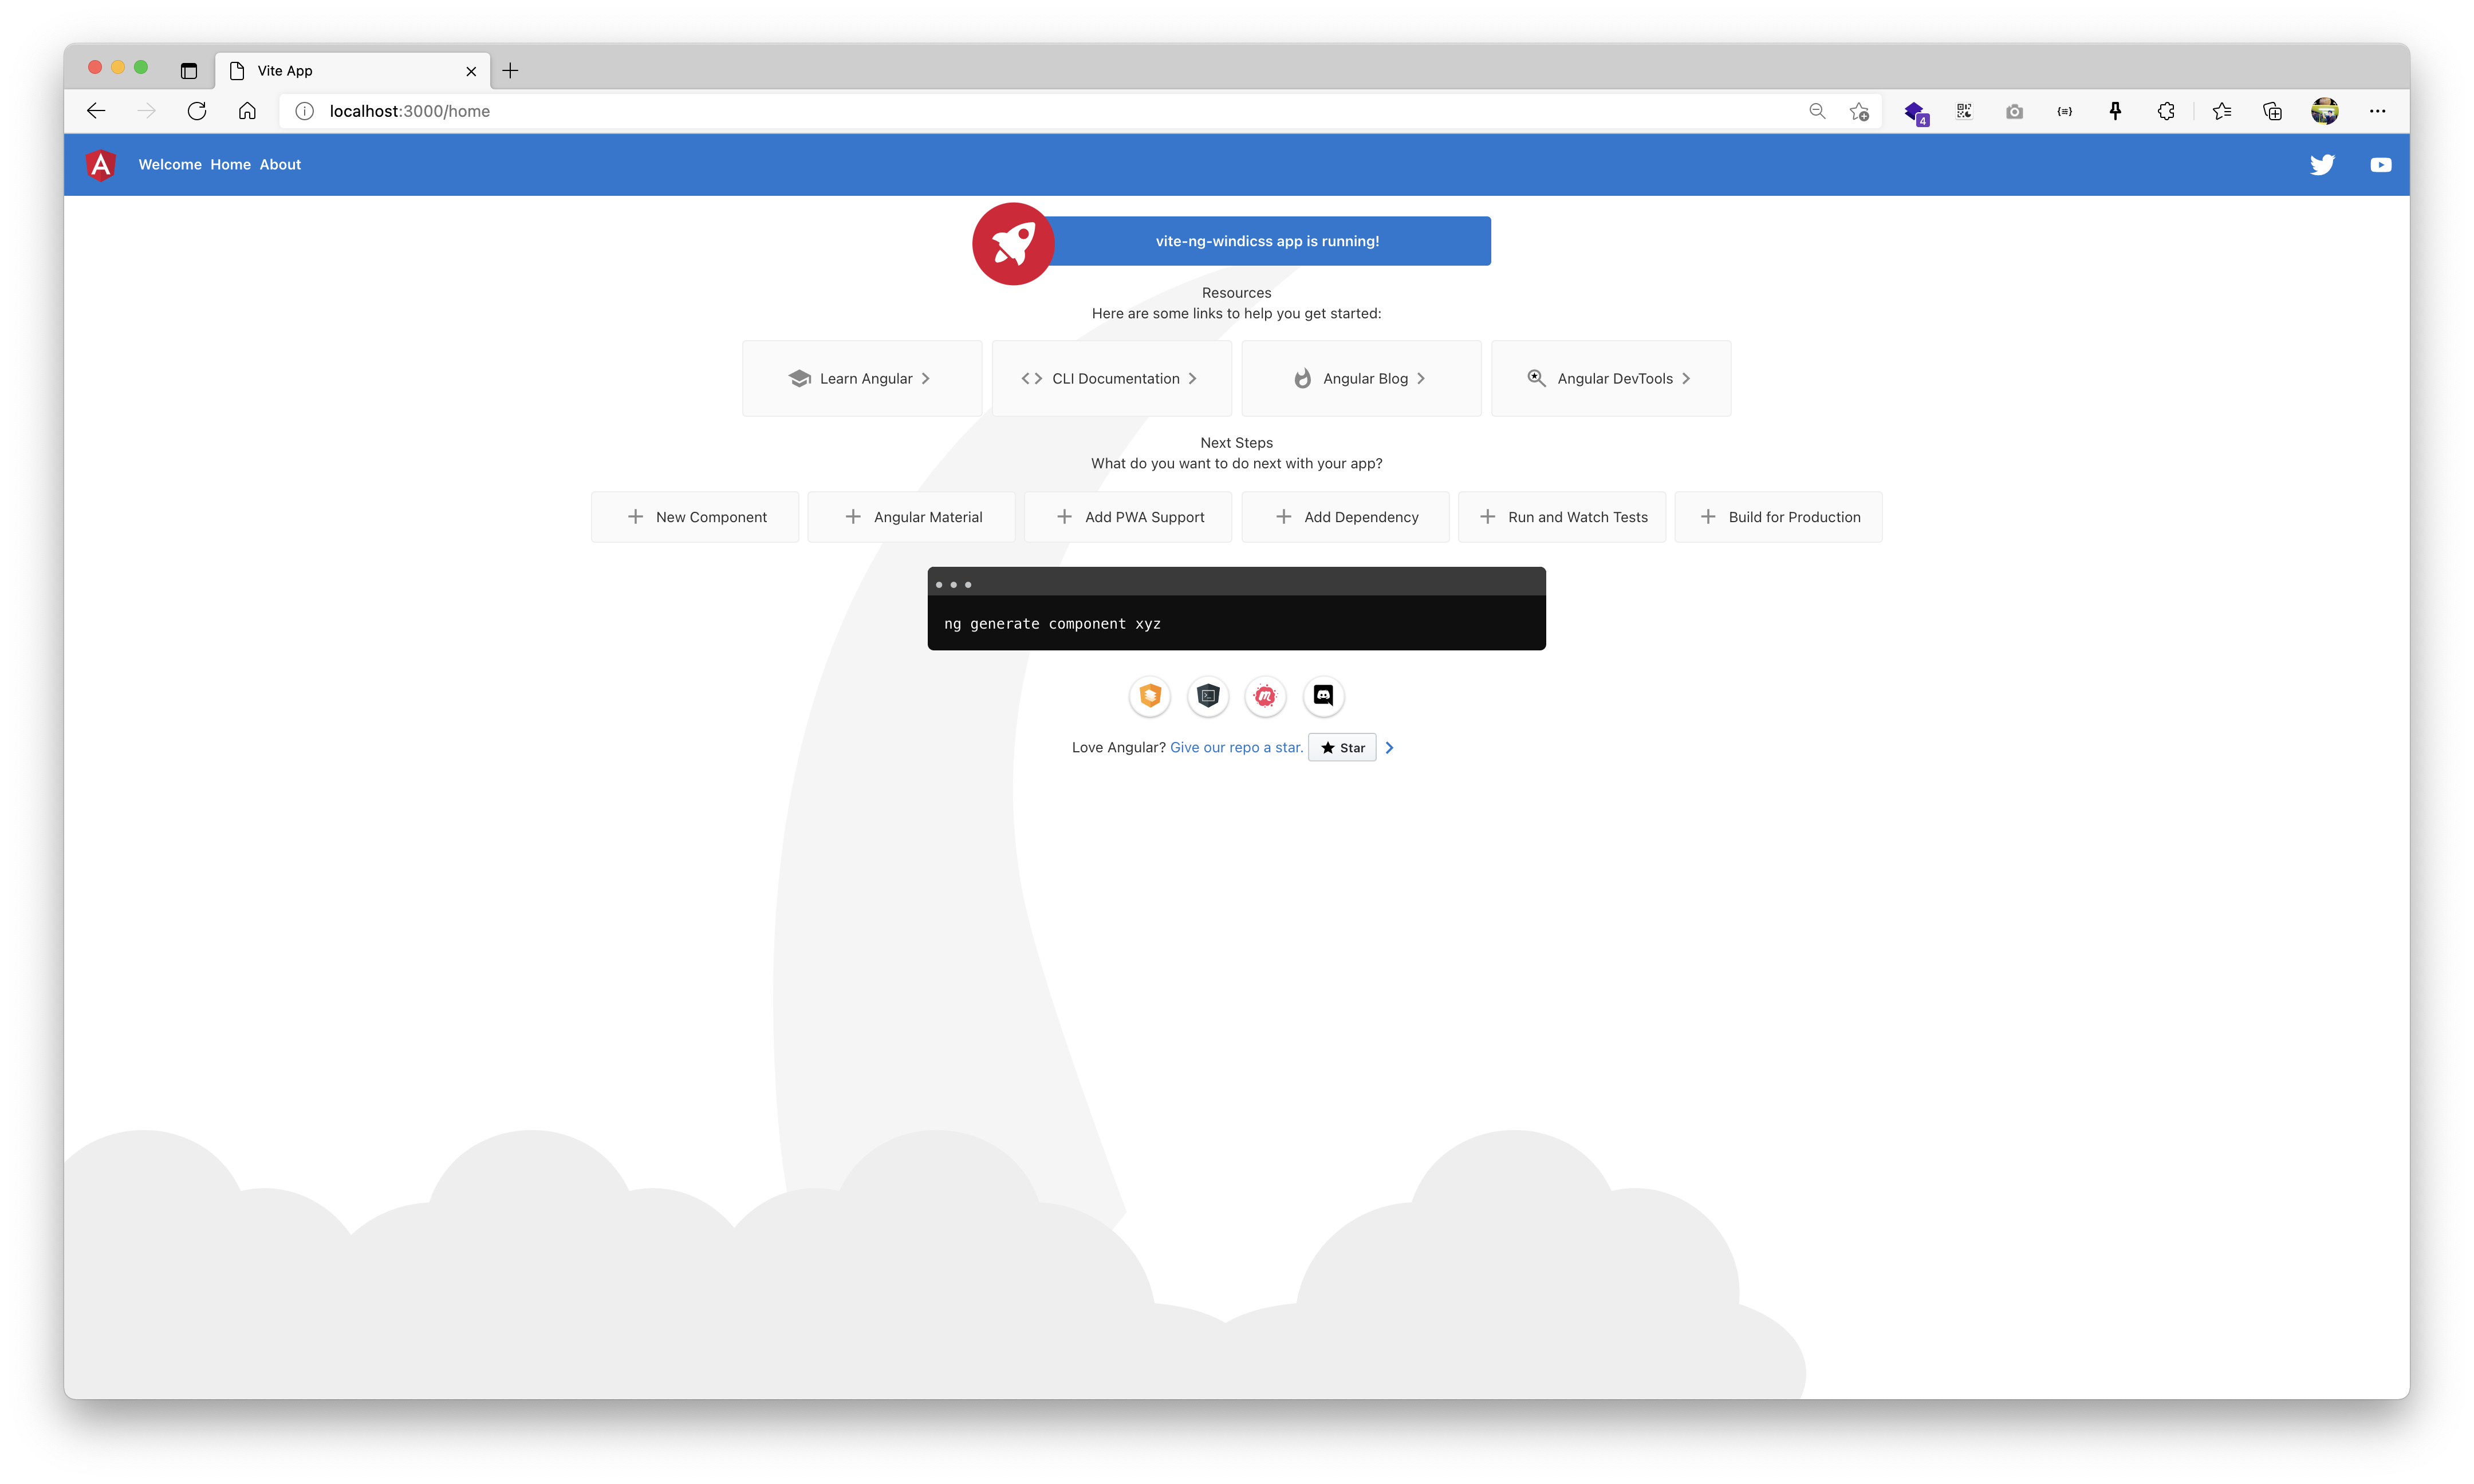 Vite App
localhost:3000/home
4
Welcome Home About
vite-ng-windicss app is running!
Resources
Here are some links to help you get started:
Learn Angular
CLI Documentation
Angular Blog
Angular DevTools
Next Steps
What do you want to do next with your app?
New Component
Angular Material
Add PWA Support
Add Dependency
Run and Watch Tests
Build for Production
ng generate component xyz
Love Angular? Give our repo a star. Star